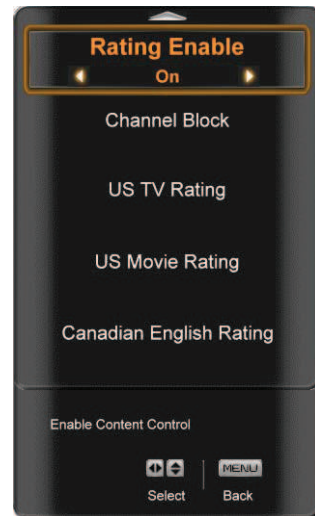 Rating Enable
On
Channel Block
US TV Rating
US Movie Rating
Canadian English Rating
Enable Content Control
MENU
Select Back